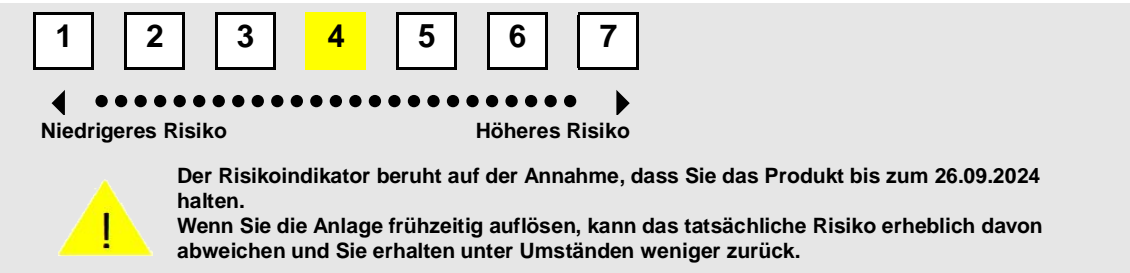 1 2 3 4 5 6 7
Niedrigeres Risiko Höheres Risiko
Der Risikoindikator beruht auf der Annahme, dass Sie das Produkt bis zum 26.09.2024
halten.
Wenn Sie die Anlage frühzeitig auflösen, kann das tatsächliche Risiko erheblich davon
abweichen und Sie erhalten unter Umständen weniger zurück.
!